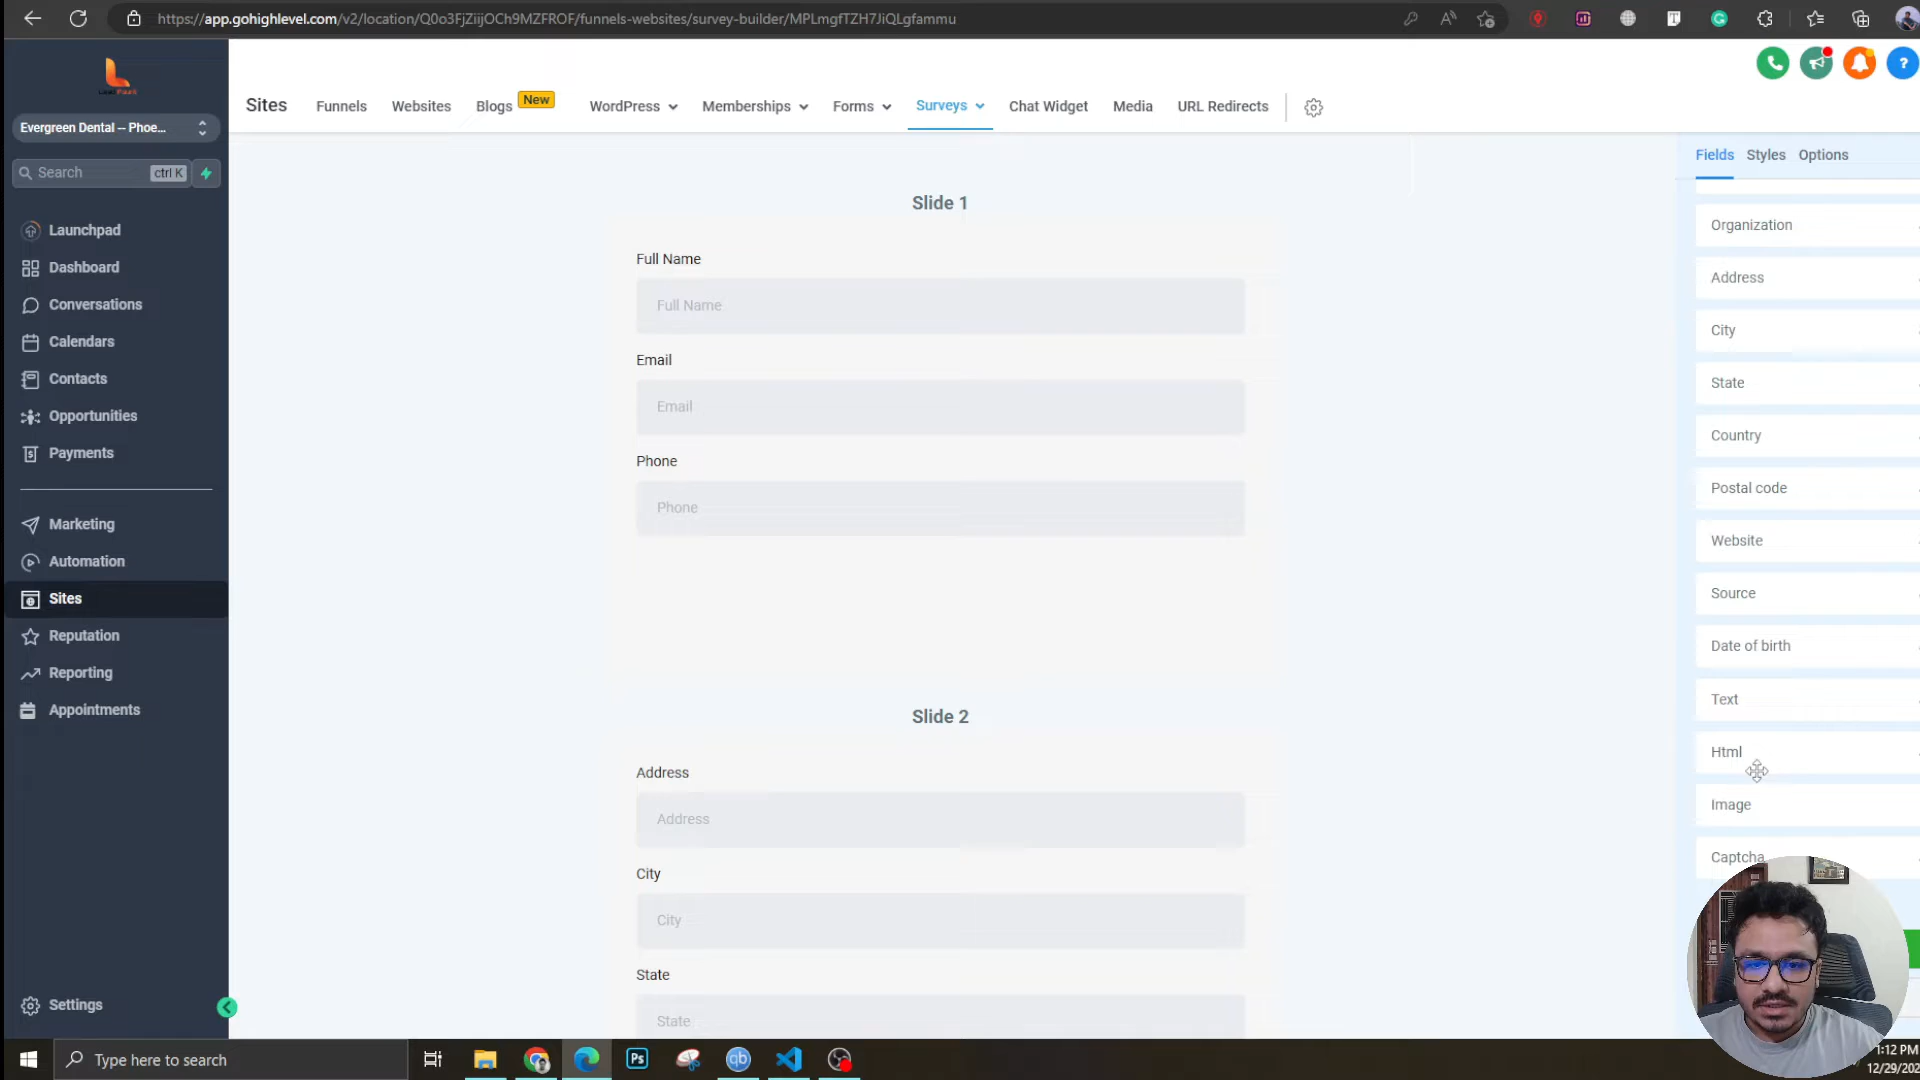 https://app.gohighlevel.com/v2/location/Q0o3FjZiijOCh9MZFROF/funnels-websites/survey-builder/MPLmgfTZH7JiQLgfammu
Evergreen Dental -- Phoe...
Search
ctrl K
Launchpad
Dashboard
Conversations
Calendars
Contacts
Opportunities
Payments
Marketing
Automation
Sites
Reputation
Reporting
Appointments
Settings
Sites
Funnels
Websites
Blogs
New
WordPress
Memberships
Forms
Surveys
Chat Widget
Media
URL Redirects
Slide 1
Full Name
Full Name
Email
Email
Phone
Phone
Slide 2
Address
Address
City
City
State
State
Fields
Styles
Options
Organization
Address
City
State
Country
Postal code
Website
Source
Date of birth
Text
Html
Image
Captcha
Type here to search
Ps
qb
1:12 PM